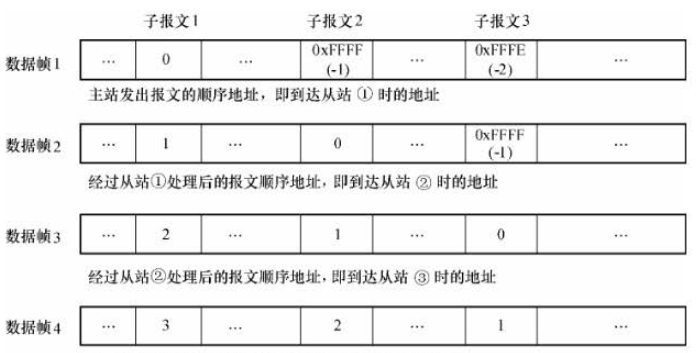 子报文1 子报文2 子报文3
数据帧1 … 0 … 0xFFFF (-1) … 0xFFFE (-2) …
主站发出报文的顺序地址，即到达从站 ① 时的地址
数据帧2 … 1 … 0 … 0xFFFF (-1) …
经过从站①处理后的报文顺序地址，即到达从站 ② 时的地址
数据帧3 … 2 … 1 … 0 …
经过从站②处理后的报文顺序地址，即到达从站 ③ 时的地址
数据帧4 … 3 … 2 … 1 …